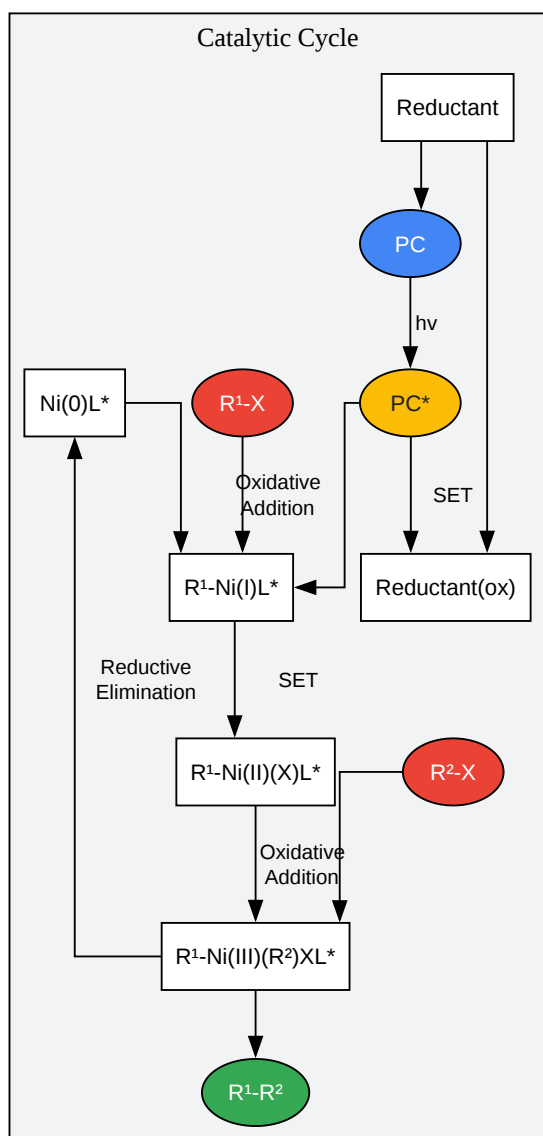 Catalytic Cycle
Reductant
PC
hv
Ni(0)L*
R¹-X
PC*
Oxidative
Addition
SET
R¹-Ni(I)L*
Reductant(ox)
Reductive
Elimination
SET
R¹-Ni(II)(X)L*
R²-X
Oxidative
Addition
R¹-Ni(III)(R²)XL*
R¹-R²